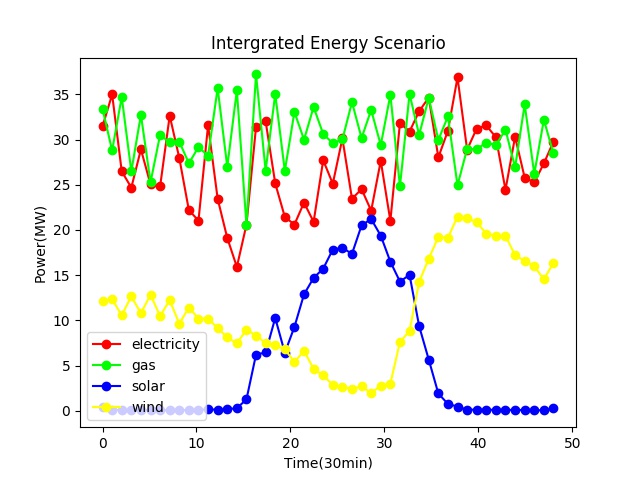 Intergrated Energy Scenario
Power(MW)
35
30
25
20
15
10
5
0
electricity
gas
solar
wind
0 10 20 30 40 50
Time(30min)